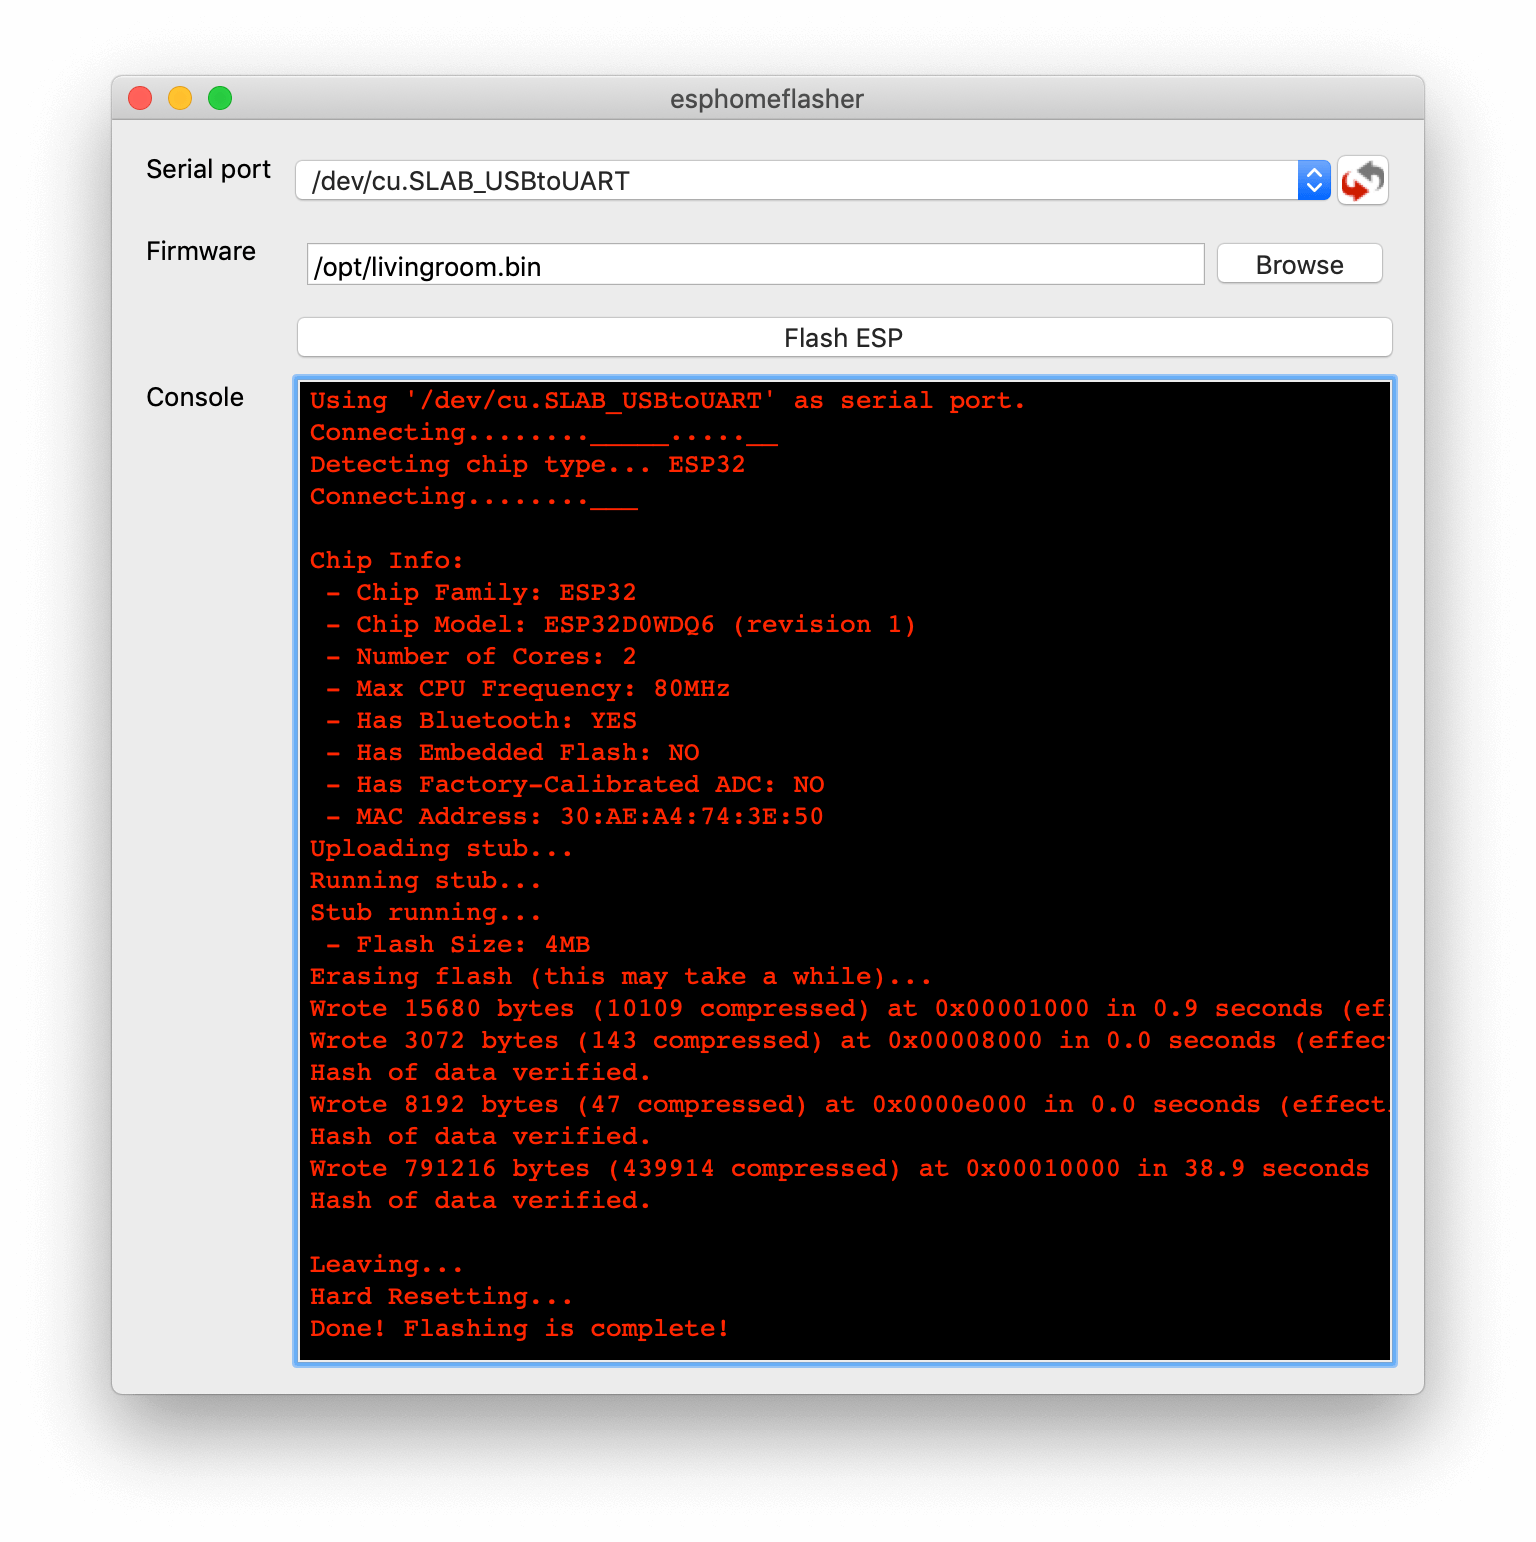 esphomeflasher
Serial port
/dev/cu.SLAB_USBtoUART
Firmware
/opt/livingroom.bin
Browse
Flash ESP
Console
Using '/dev/cu.SLAB_USBtoUART' as serial port.
Connecting........_____.....__
Detecting chip type... ESP32
Connecting........___
Chip Info:
- Chip Family: ESP32
- Chip Model: ESP32D0WDQ6 (revision 1)
- Number of Cores: 2
- Max CPU Frequency: 80MHz
- Has Bluetooth: YES
- Has Embedded Flash: NO
- Has Factory-Calibrated ADC: NO
- MAC Address: 30:AE:A4:74:3E:50
Uploading stub...
Running stub...
Stub running...
- Flash Size: 4MB
Erasing flash (this may take a while)...
Wrote 15680 bytes (10109 compressed) at 0x00001000 in 0.9 seconds (ef
Wrote 3072 bytes (143 compressed) at 0x00008000 in 0.0 seconds (effec
Hash of data verified.
Wrote 8192 bytes (47 compressed) at 0x0000e000 in 0.0 seconds (effect
Hash of data verified.
Wrote 791216 bytes (439914 compressed) at 0x00010000 in 38.9 seconds
Hash of data verified.
Leaving...
Hard Resetting...
Done! Flashing is complete!